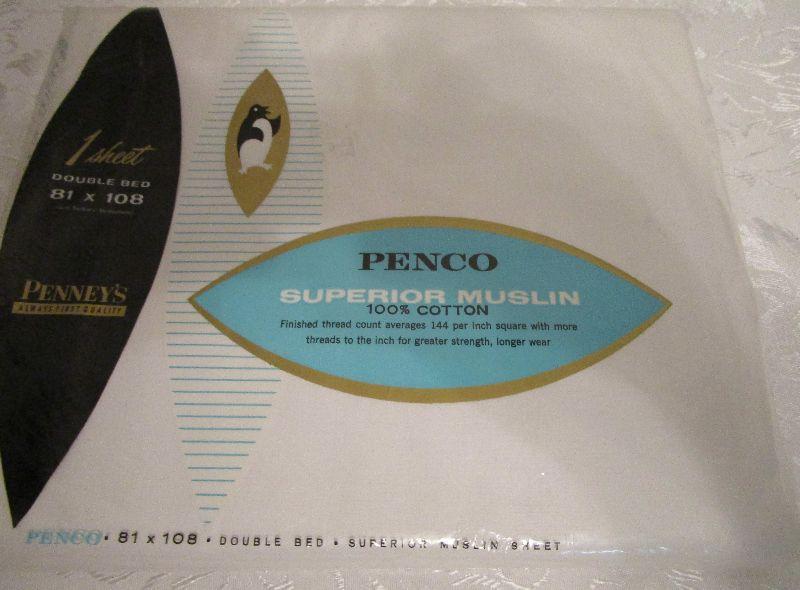 1 sheet
DOUBLE BED
81 x 108
PENNEY'S
ALWAYS FIRST QUALITY
PENCO
SUPERIOR MUSLIN
100% COTTON
Finished thread count averages 144 per inch square with more
threads to the inch for greater strength, longer wear
PENCO • 81 x 108 • DOUBLE BED • SUPERIOR MUSLIN SHEET